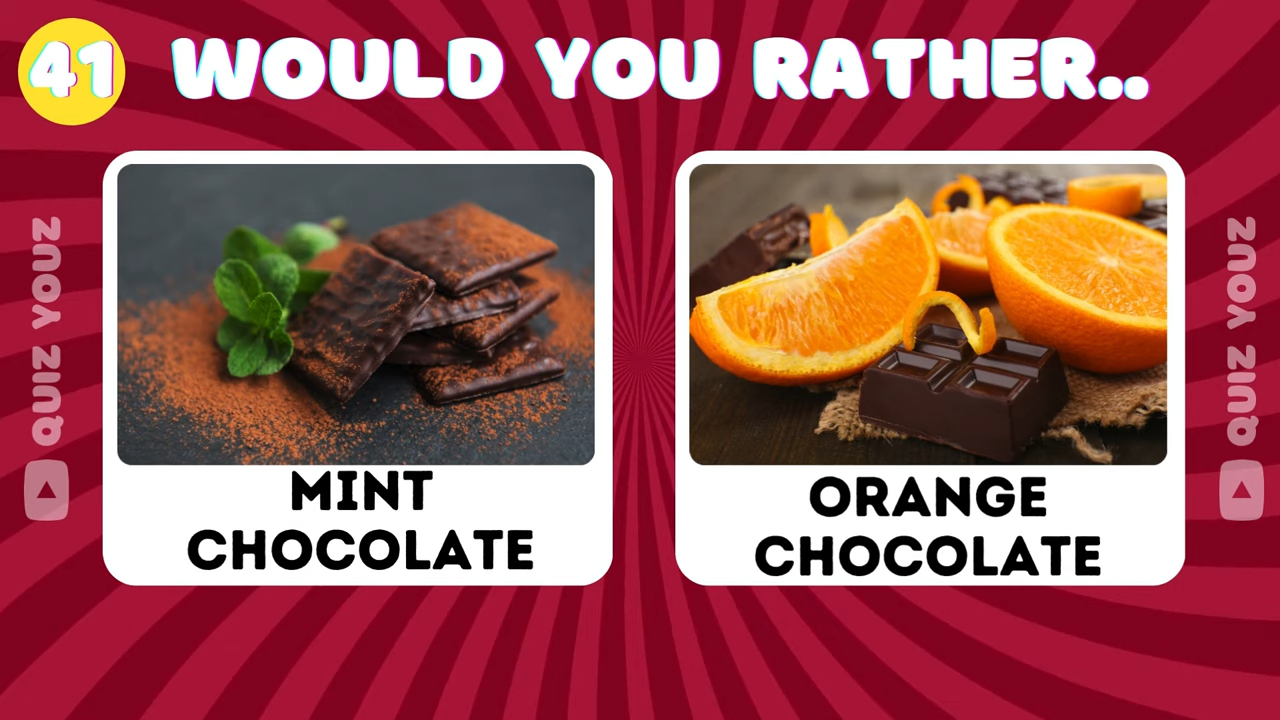 41
WOULD YOU RATHER..
QUIZ YOUZ
MINT
CHOCOLATE
ORANGE
CHOCOLATE
QUIZ YOUZ